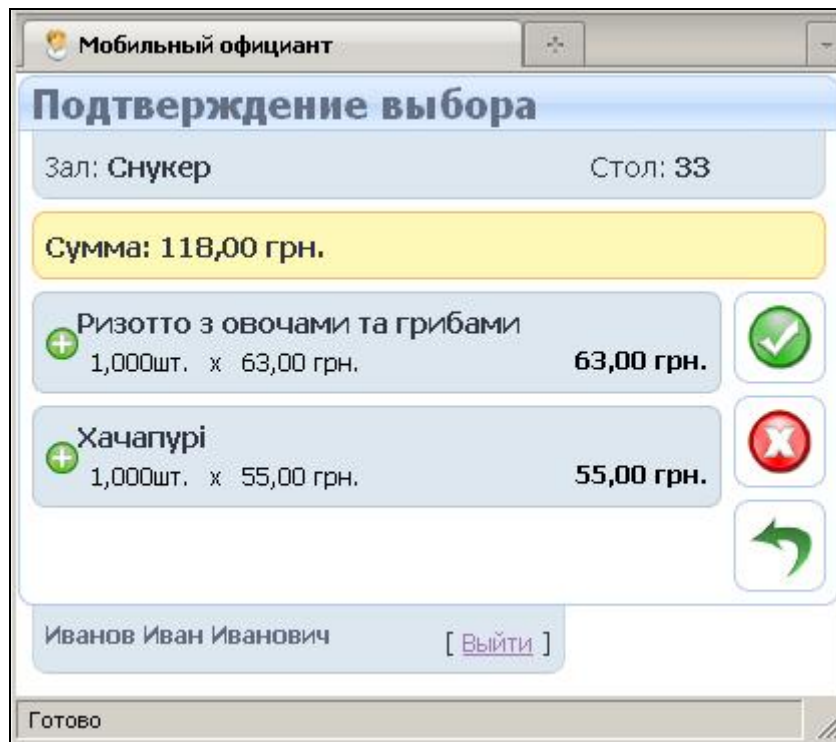 Мобильный официант
Подтверждение выбора
Зал: Снукер Стол: 33
Сумма: 118,00 грн.
Ризотто з овочами та грибами
1,000шт. x 63,00 грн. 63,00 грн.
Хачапурі
1,000шт. x 55,00 грн. 55,00 грн.
Иванов Иван Иванович [ Выйти ]
Готово